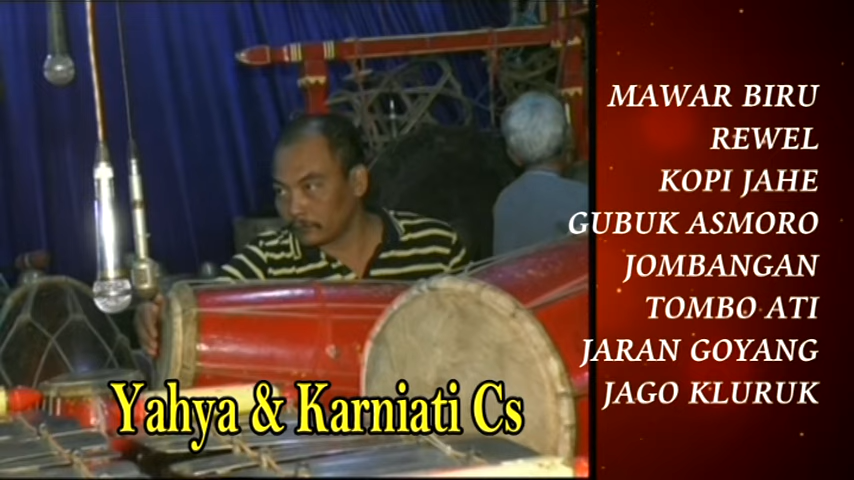 MAWAR BIRU
REWEL
KOPI JAHE
GUBUK ASMORO
JOMBANGAN
TOMBO ATI
JARAN GOYANG
JAGO KLURUK
Yahya & Karniati Cs